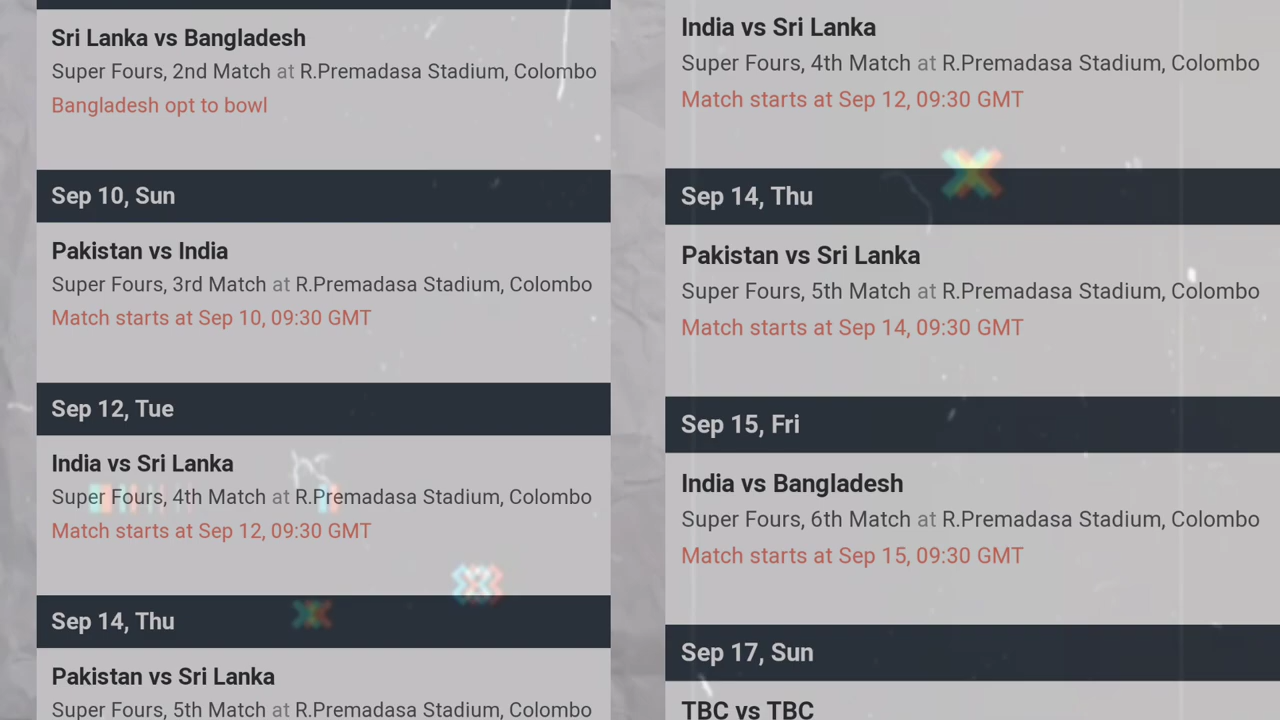 Sri Lanka vs Bangladesh
Super Fours, 2nd Match at R.Premadasa Stadium, Colombo
Bangladesh opt to bowl
Sep 10, Sun
Pakistan vs India
Super Fours, 3rd Match at R.Premadasa Stadium, Colombo
Match starts at Sep 10, 09:30 GMT
Sep 12, Tue
India vs Sri Lanka
Super Fours, 4th Match at R.Premadasa Stadium, Colombo
Match starts at Sep 12, 09:30 GMT
Sep 14, Thu
Pakistan vs Sri Lanka
Super Fours, 5th Match at R.Premadasa Stadium, Colombo
India vs Sri Lanka
Super Fours, 4th Match at R.Premadasa Stadium, Colombo
Match starts at Sep 12, 09:30 GMT
Sep 14, Thu
Pakistan vs Sri Lanka
Super Fours, 5th Match at R.Premadasa Stadium, Colombo
Match starts at Sep 14, 09:30 GMT
Sep 15, Fri
India vs Bangladesh
Super Fours, 6th Match at R.Premadasa Stadium, Colombo
Match starts at Sep 15, 09:30 GMT
Sep 17, Sun
TBC vs TBC